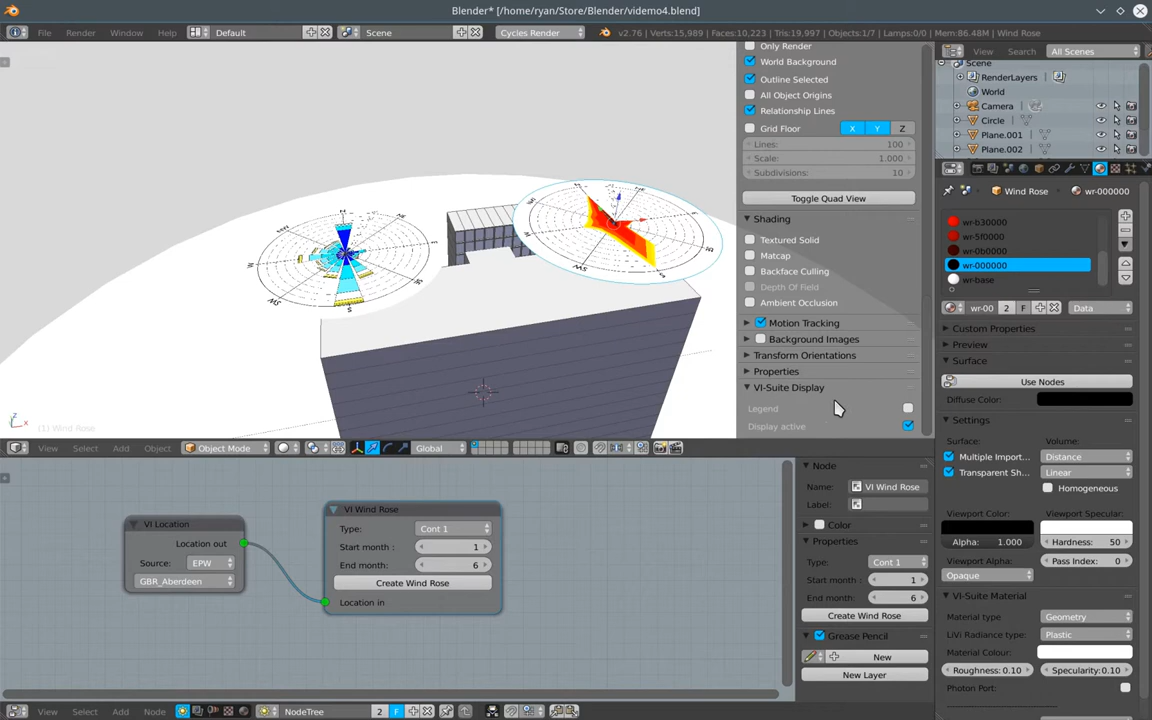 Blender* [/home/ryan/Store/Blender/videmo4.blend]
File Render Window Help Default Scene Cycles Render v2.76 | Verts:15,989 | Faces:10,223 | Tris:19,997 | Objects:1/7 | Lamps:0/0 | Mem:86.48M | Wind Rose
Only Render
World Background
Outline Selected
All Object Origins
Relationship Lines
Grid Floor X Y Z
Lines: 100
Scale: 1.000
Subdivisions: 10
Toggle Quad View
Shading
Textured Solid
Matcap
Backface Culling
Depth Of Field
Ambient Occlusion
Motion Tracking
Background Images
Transform Orientations
Properties
VI-Suite Display
Legend
Display active
N
W
SW
S
SE
E
(1) Wind Rose
View Select Add Object Object Mode Global
VI Location
Location out
Source: EPW
GBR_Aberdeen
VI Wind Rose
Type: Cont 1
Start month : 1
End month : 6
Create Wind Rose
Location in
Node
Name: VI Wind Rose
Label:
Color
Properties
Type: Cont 1
Start month : 1
End month : 6
Create Wind Rose
Grease Pencil
New
New Layer
View Select Add Node NodeTree 2 F
View Search All Scenes
Scene
RenderLayers
World
Camera
Circle
Plane.001
Plane.002
Wind Rose wr-000000
wr-b30000
wr-5f0000
wr-0b0000
wr-000000
wr-base
wr-00 2 F Data
Custom Properties
Preview
Surface
Use Nodes
Diffuse Color:
Settings
Surface: Volume:
Multiple Import... Distance
Transparent Sh... Linear
Homogeneous
Viewport Color: Viewport Specular:
Alpha: 1.000 Hardness: 50
Viewport Alpha: Pass Index: 0
Opaque
VI-Suite Material
Material type: Geometry
LiVi Radiance type: Plastic
Material Colour:
Roughness:0.10 Specularity:0.10
Photon Port: